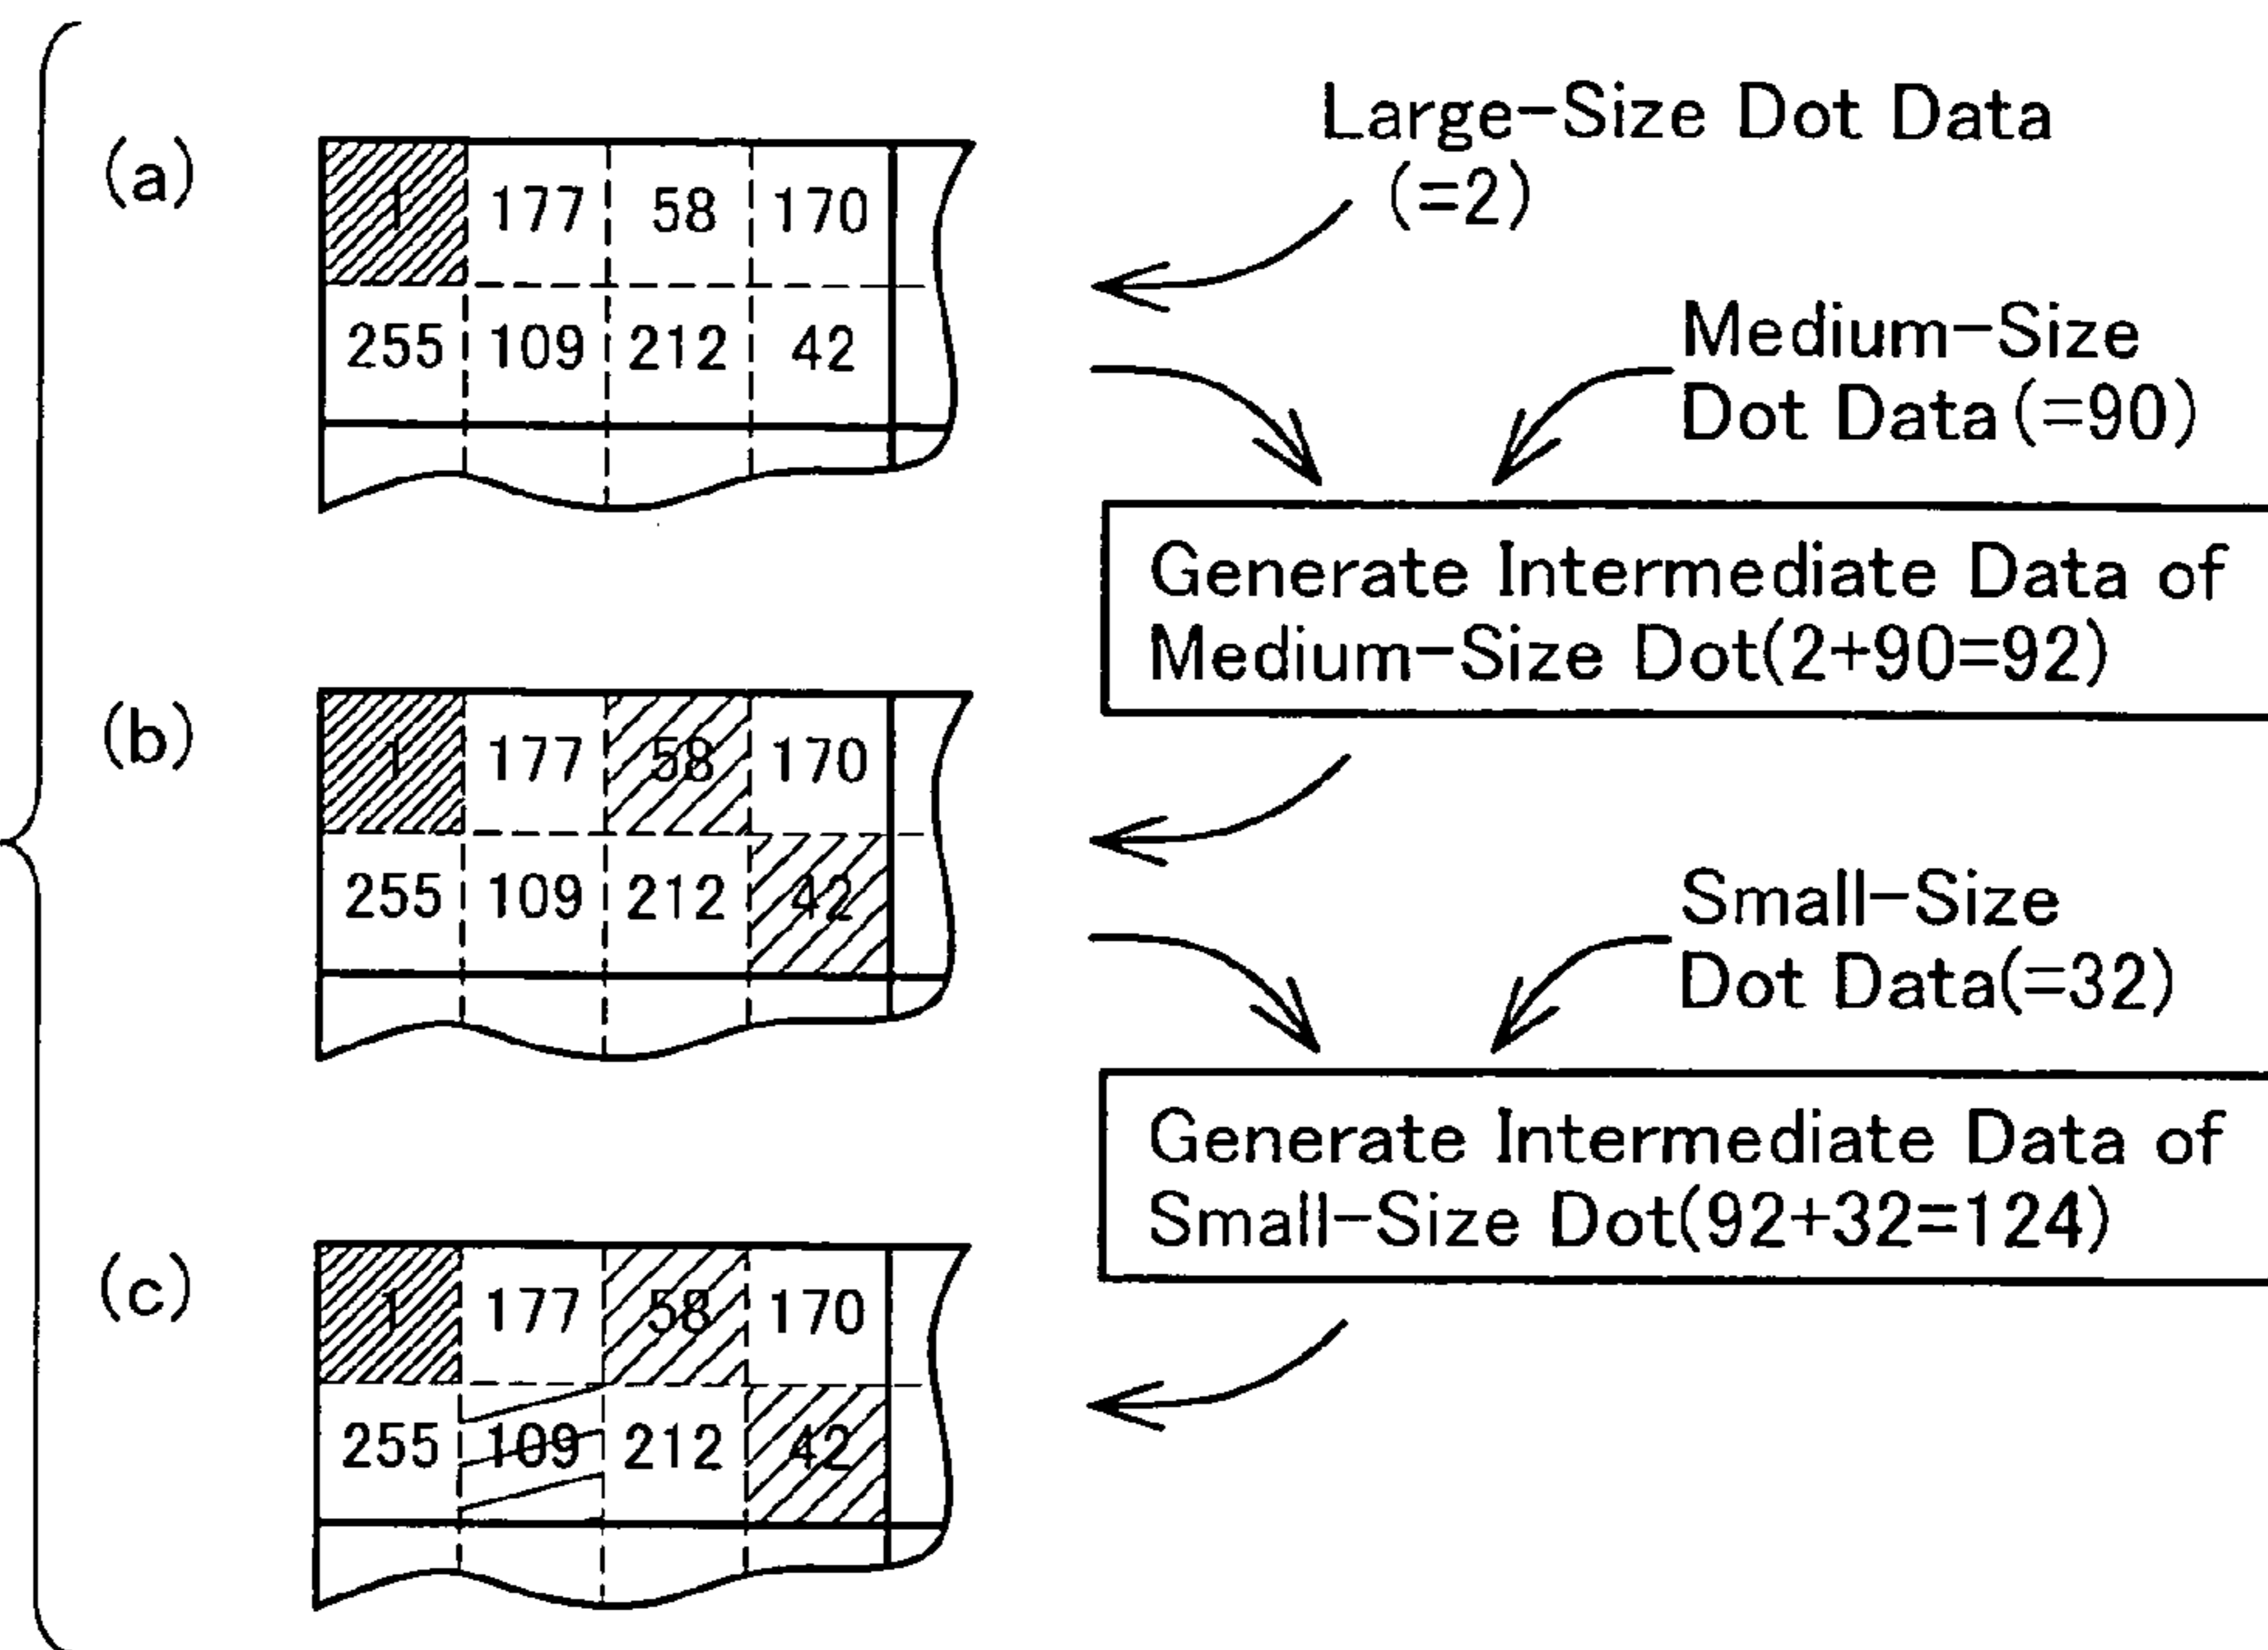 (a)
1 177 58 170
255 109 212 42
Large-Size Dot Data
(=2)
Medium-Size
Dot Data(=90)
Generate Intermediate Data of
Medium-Size Dot(2+90=92)
(b)
1 177 58 170
255 109 212 42
Small-Size
Dot Data(=32)
Generate Intermediate Data of
Small-Size Dot(92+32=124)
(c)
1 177 58 170
255 109 212 42